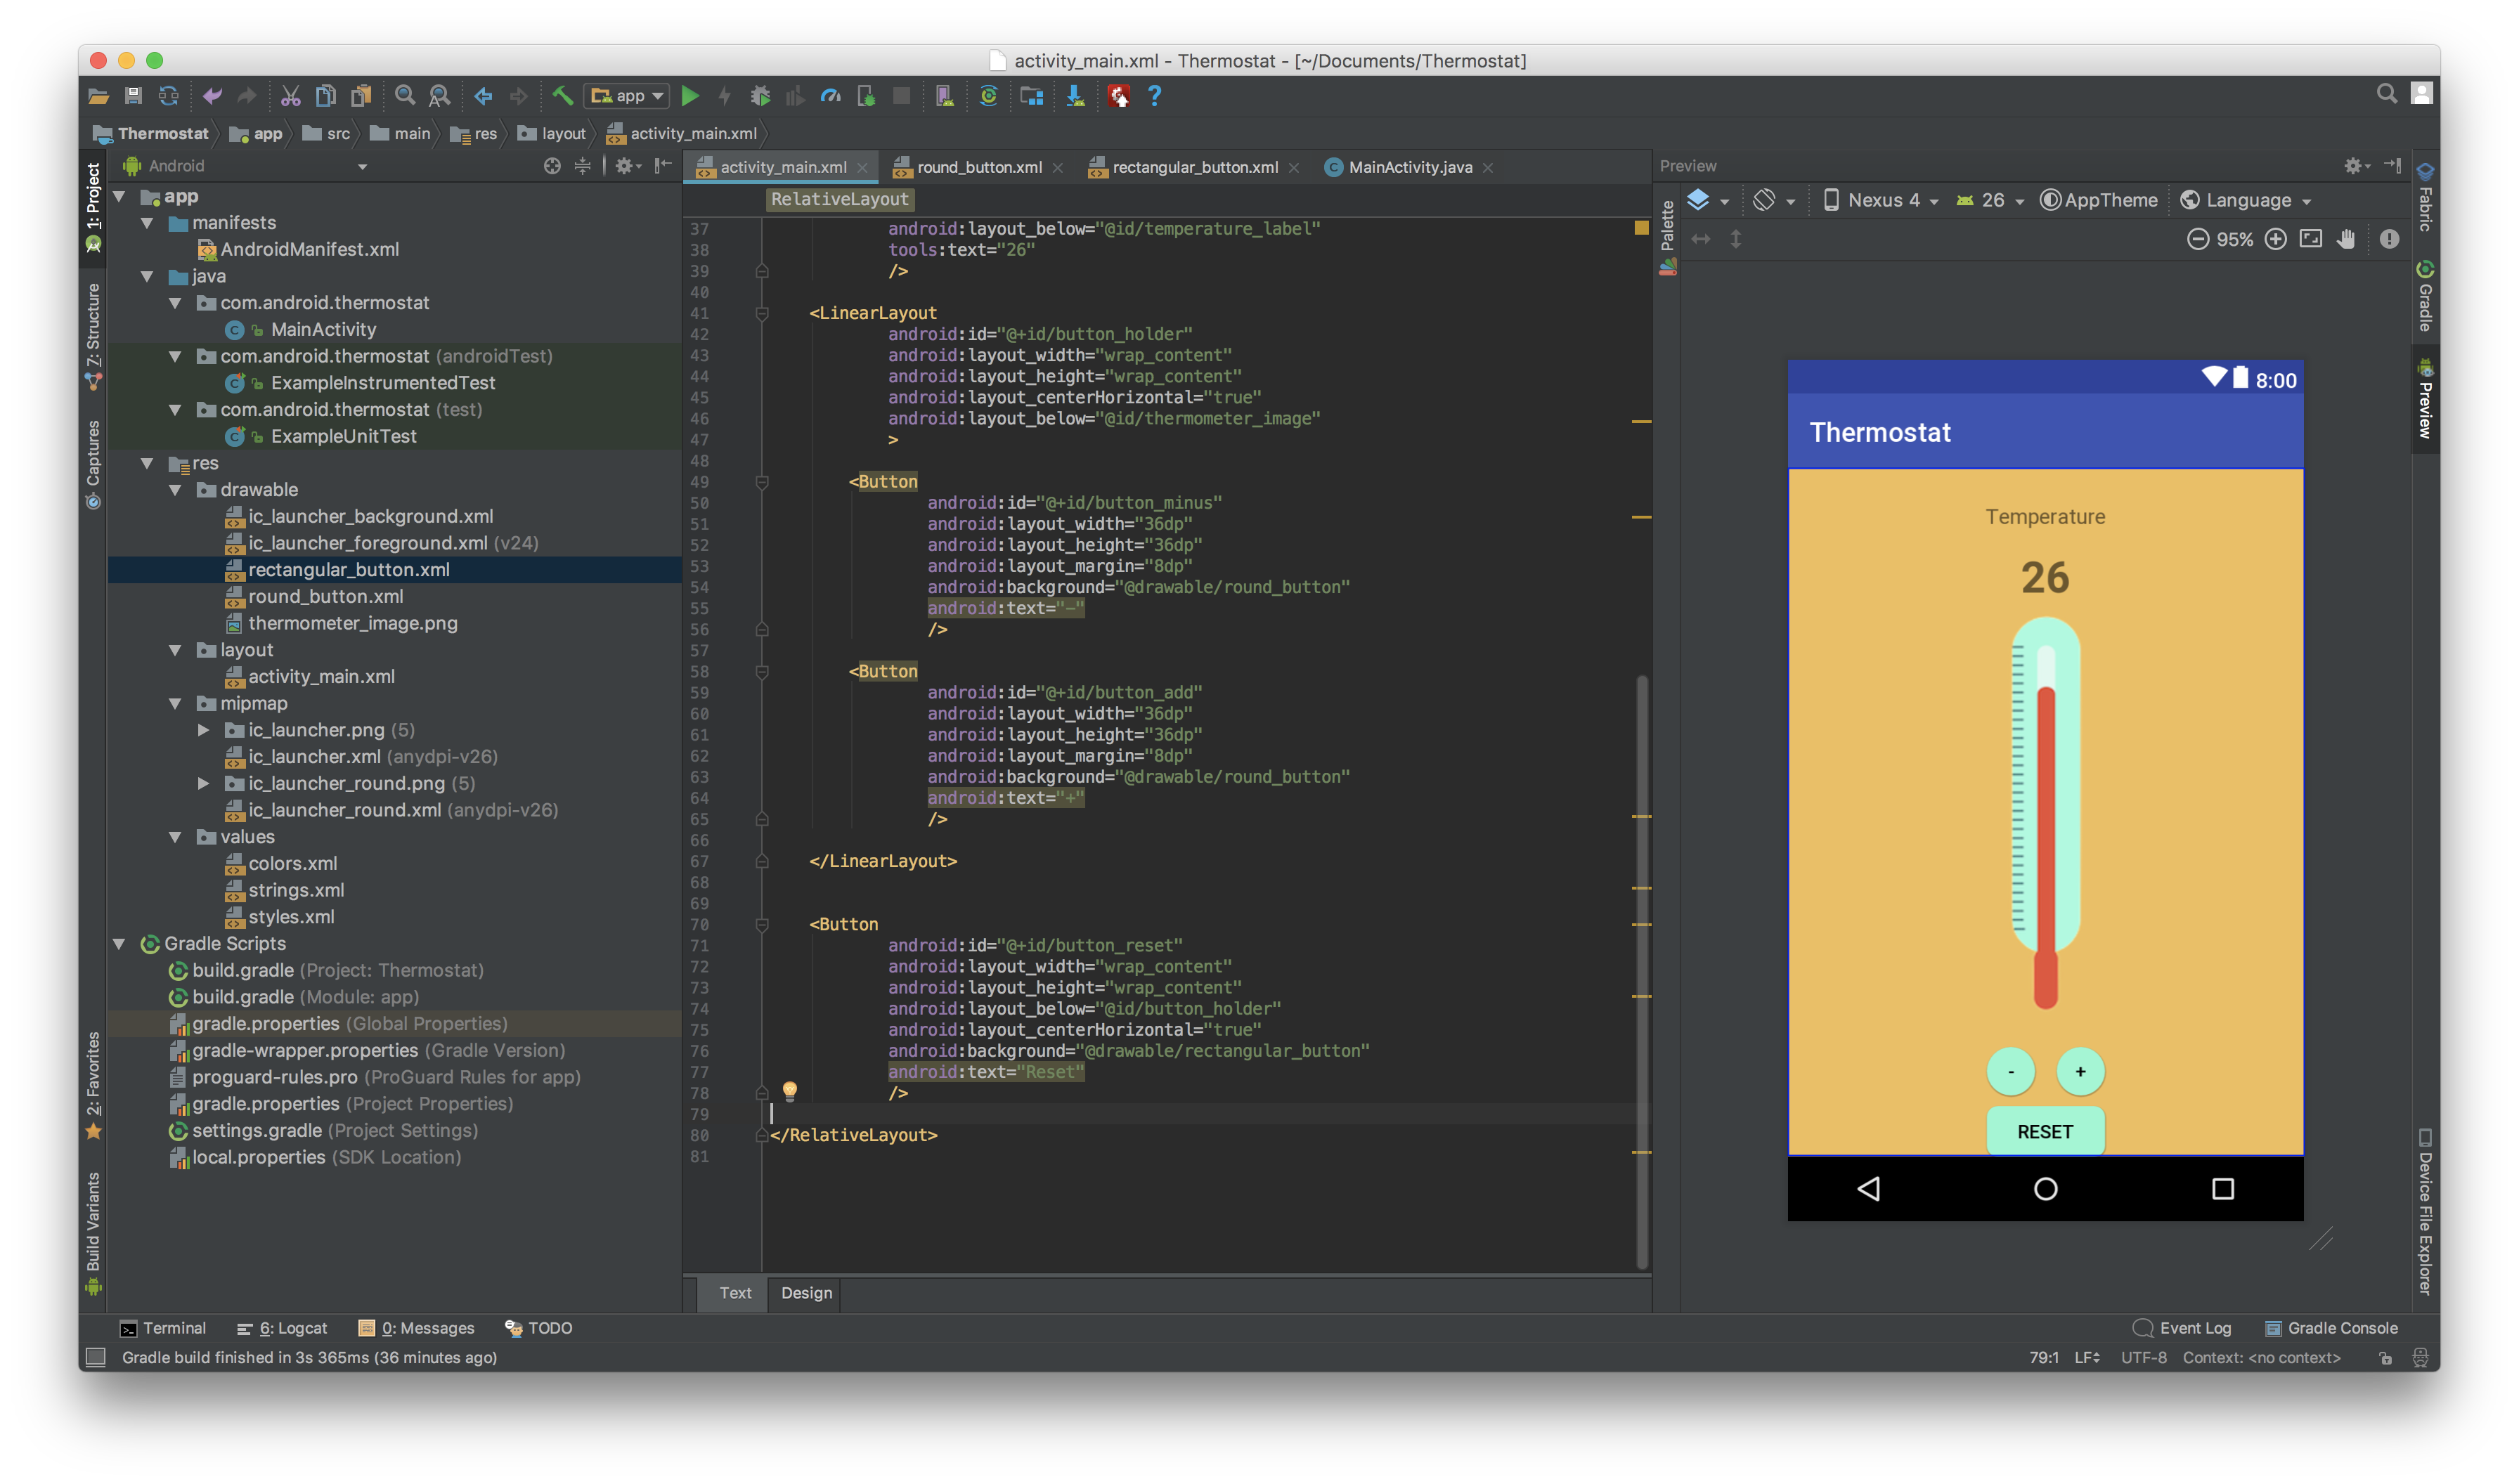 activity_main.xml - Thermostat - [~/Documents/Thermostat]
app
Thermostat app src main res layout activity_main.xml
1: Project
Z: Structure
Captures
2: Favorites
Build Variants
Android
app
manifests
AndroidManifest.xml
java
com.android.thermostat
MainActivity
com.android.thermostat (androidTest)
ExampleInstrumentedTest
com.android.thermostat (test)
ExampleUnitTest
res
drawable
ic_launcher_background.xml
ic_launcher_foreground.xml (v24)
rectangular_button.xml
round_button.xml
thermometer_image.png
layout
activity_main.xml
mipmap
ic_launcher.png (5)
ic_launcher.xml (anydpi-v26)
ic_launcher_round.png (5)
ic_launcher_round.xml (anydpi-v26)
values
colors.xml
strings.xml
styles.xml
Gradle Scripts
build.gradle (Project: Thermostat)
build.gradle (Module: app)
gradle.properties (Global Properties)
gradle-wrapper.properties (Gradle Version)
proguard-rules.pro (ProGuard Rules for app)
gradle.properties (Project Properties)
settings.gradle (Project Settings)
local.properties (SDK Location)
activity_main.xml round_button.xml rectangular_button.xml MainActivity.java
RelativeLayout
37 android:layout_below="@id/temperature_label"
38 tools:text="26"
39 />
40
41 <LinearLayout
42 android:id="@+id/button_holder"
43 android:layout_width="wrap_content"
44 android:layout_height="wrap_content"
45 android:layout_centerHorizontal="true"
46 android:layout_below="@id/thermometer_image"
47 >
48
49 <Button
50 android:id="@+id/button_minus"
51 android:layout_width="36dp"
52 android:layout_height="36dp"
53 android:layout_margin="8dp"
54 android:background="@drawable/round_button"
55 android:text="-"
56 />
57
58 <Button
59 android:id="@+id/button_add"
60 android:layout_width="36dp"
61 android:layout_height="36dp"
62 android:layout_margin="8dp"
63 android:background="@drawable/round_button"
64 android:text="+"
65 />
66
67 </LinearLayout>
68
69
70 <Button
71 android:id="@+id/button_reset"
72 android:layout_width="wrap_content"
73 android:layout_height="wrap_content"
74 android:layout_below="@id/button_holder"
75 android:layout_centerHorizontal="true"
76 android:background="@drawable/rectangular_button"
77 android:text="Reset"
78 />
79
80 </RelativeLayout>
81
Text Design
Preview
Palette
Nexus 4 26 AppTheme Language
95%
8:00
Thermostat
Temperature
26
- +
RESET
Fabric
Gradle
Preview
Device File Explorer
Terminal 6: Logcat 0: Messages TODO Event Log Gradle Console
Gradle build finished in 3s 365ms (36 minutes ago) 79:1 LF UTF-8 Context: <no context>